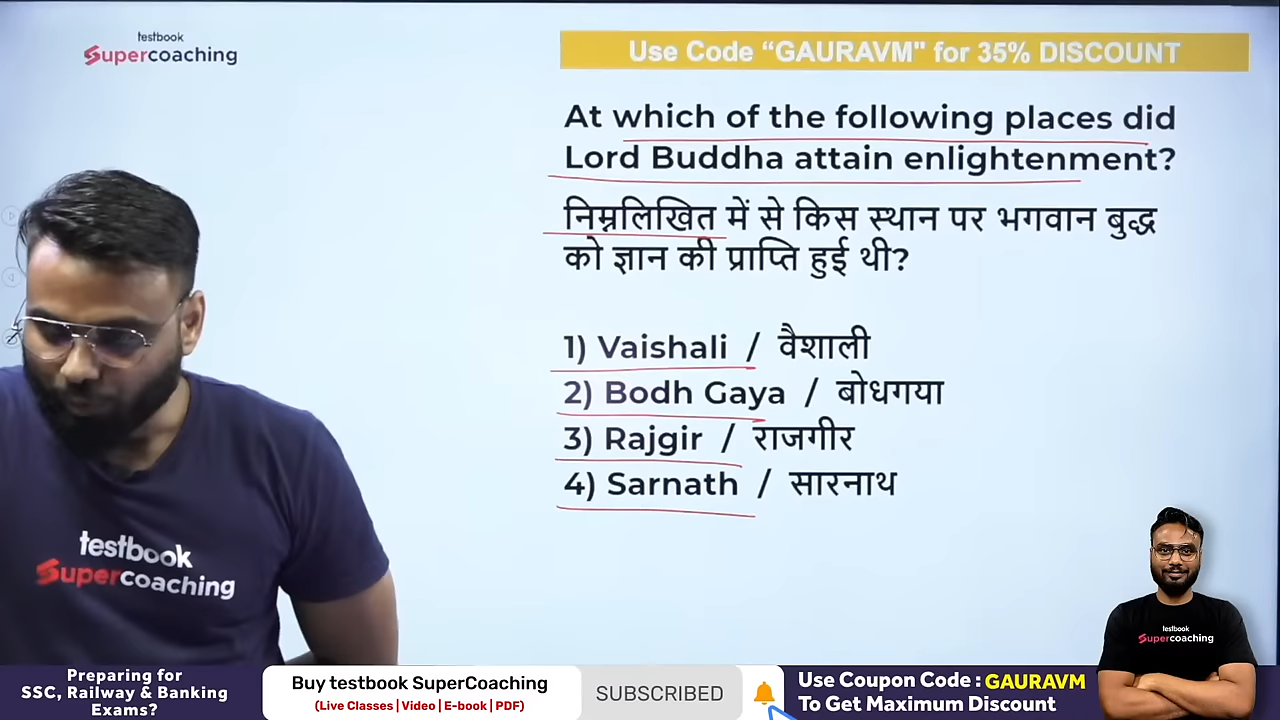 testbook
Supercoaching
Use Code “GAURAVM" for 35% DISCOUNT
At which of the following places did
Lord Buddha attain enlightenment?
निम्नलिखित में से किस स्थान पर भगवान बुद्ध
को ज्ञान की प्राप्ति हुई थी?
1) Vaishali / वैशाली
2) Bodh Gaya / बोधगया
3) Rajgir / राजगीर
4) Sarnath / सारनाथ
testbook
Supercoaching
testbook
Supercoaching
Preparing for
SSC, Railway & Banking
Exams?
Buy testbook SuperCoaching
(Live Classes | Video | E-book | PDF)
SUBSCRIBED
Use Coupon Code : GAURAVM
To Get Maximum Discount